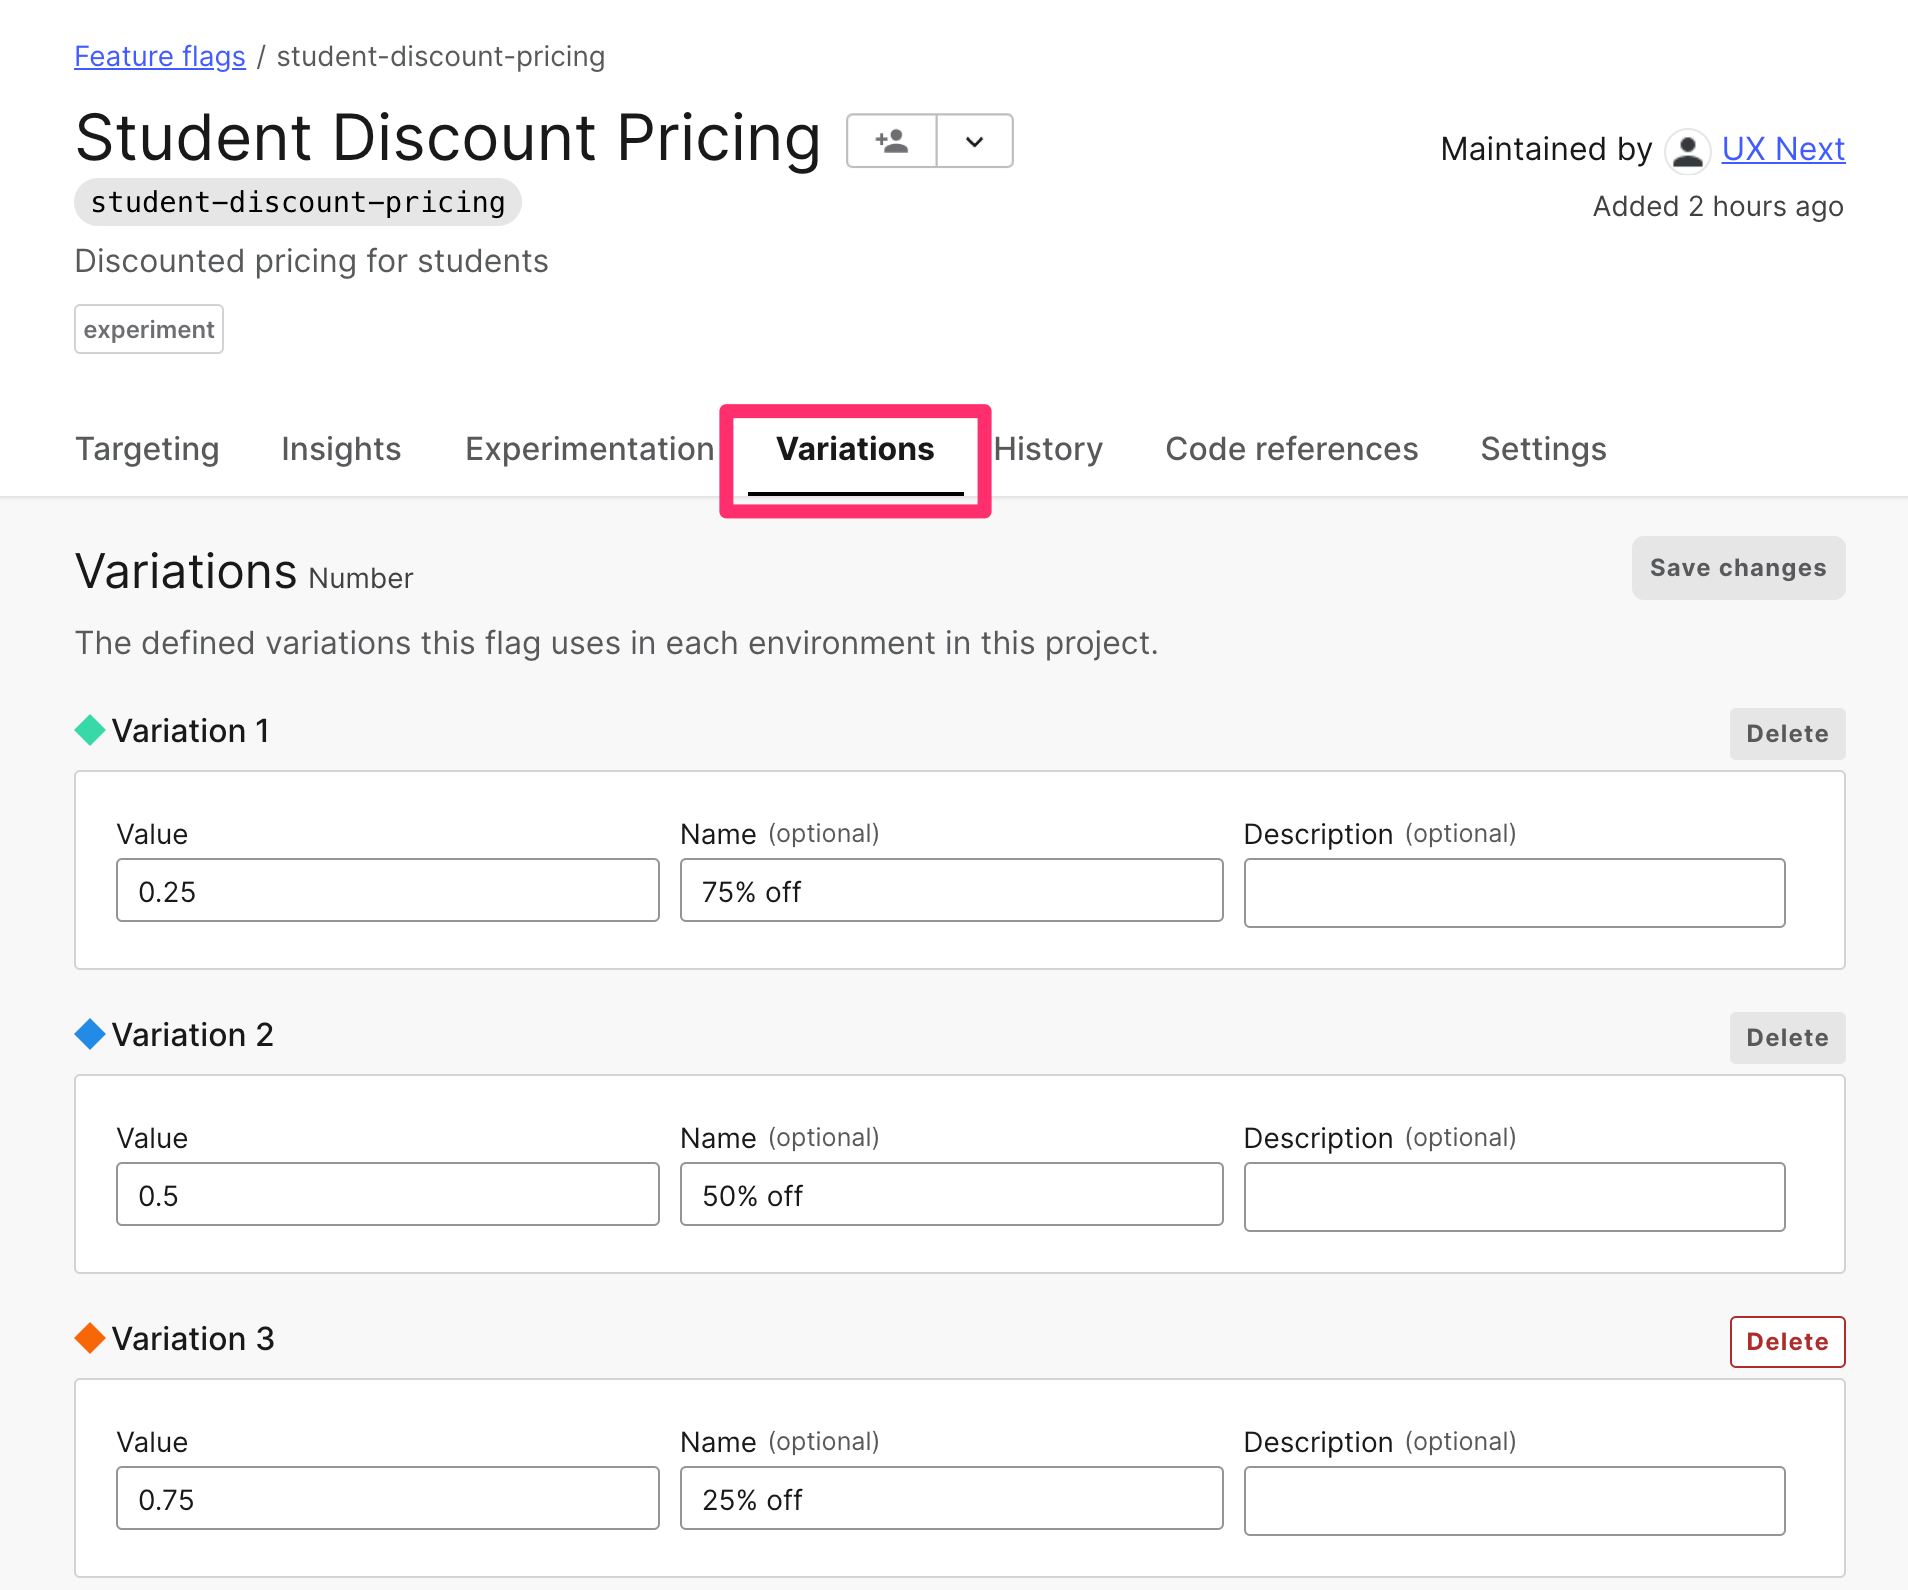 Feature flags / student-discount-pricing
Student Discount Pricing
Maintained by UX Next
student-discount-pricing
Added 2 hours ago
Discounted pricing for students
experiment
Targeting Insights Experimentation Variations History Code references Settings
Variations Number
Save changes
The defined variations this flag uses in each environment in this project.
Variation 1
Delete
Value Name (optional) Description (optional)
0.25 75% off
Variation 2
Delete
Value Name (optional) Description (optional)
0.5 50% off
Variation 3
Delete
Value Name (optional) Description (optional)
0.75 25% off